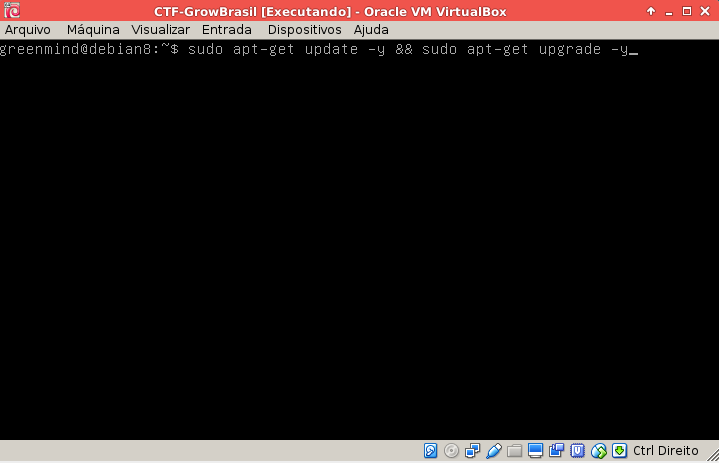 CTF-GrowBrasil [Executando] - Oracle VM VirtualBox
Arquivo Máquina Visualizar Entrada Dispositivos Ajuda
greenmind@debian8:~$ sudo apt-get update -y && sudo apt-get upgrade -y_
Ctrl Direito